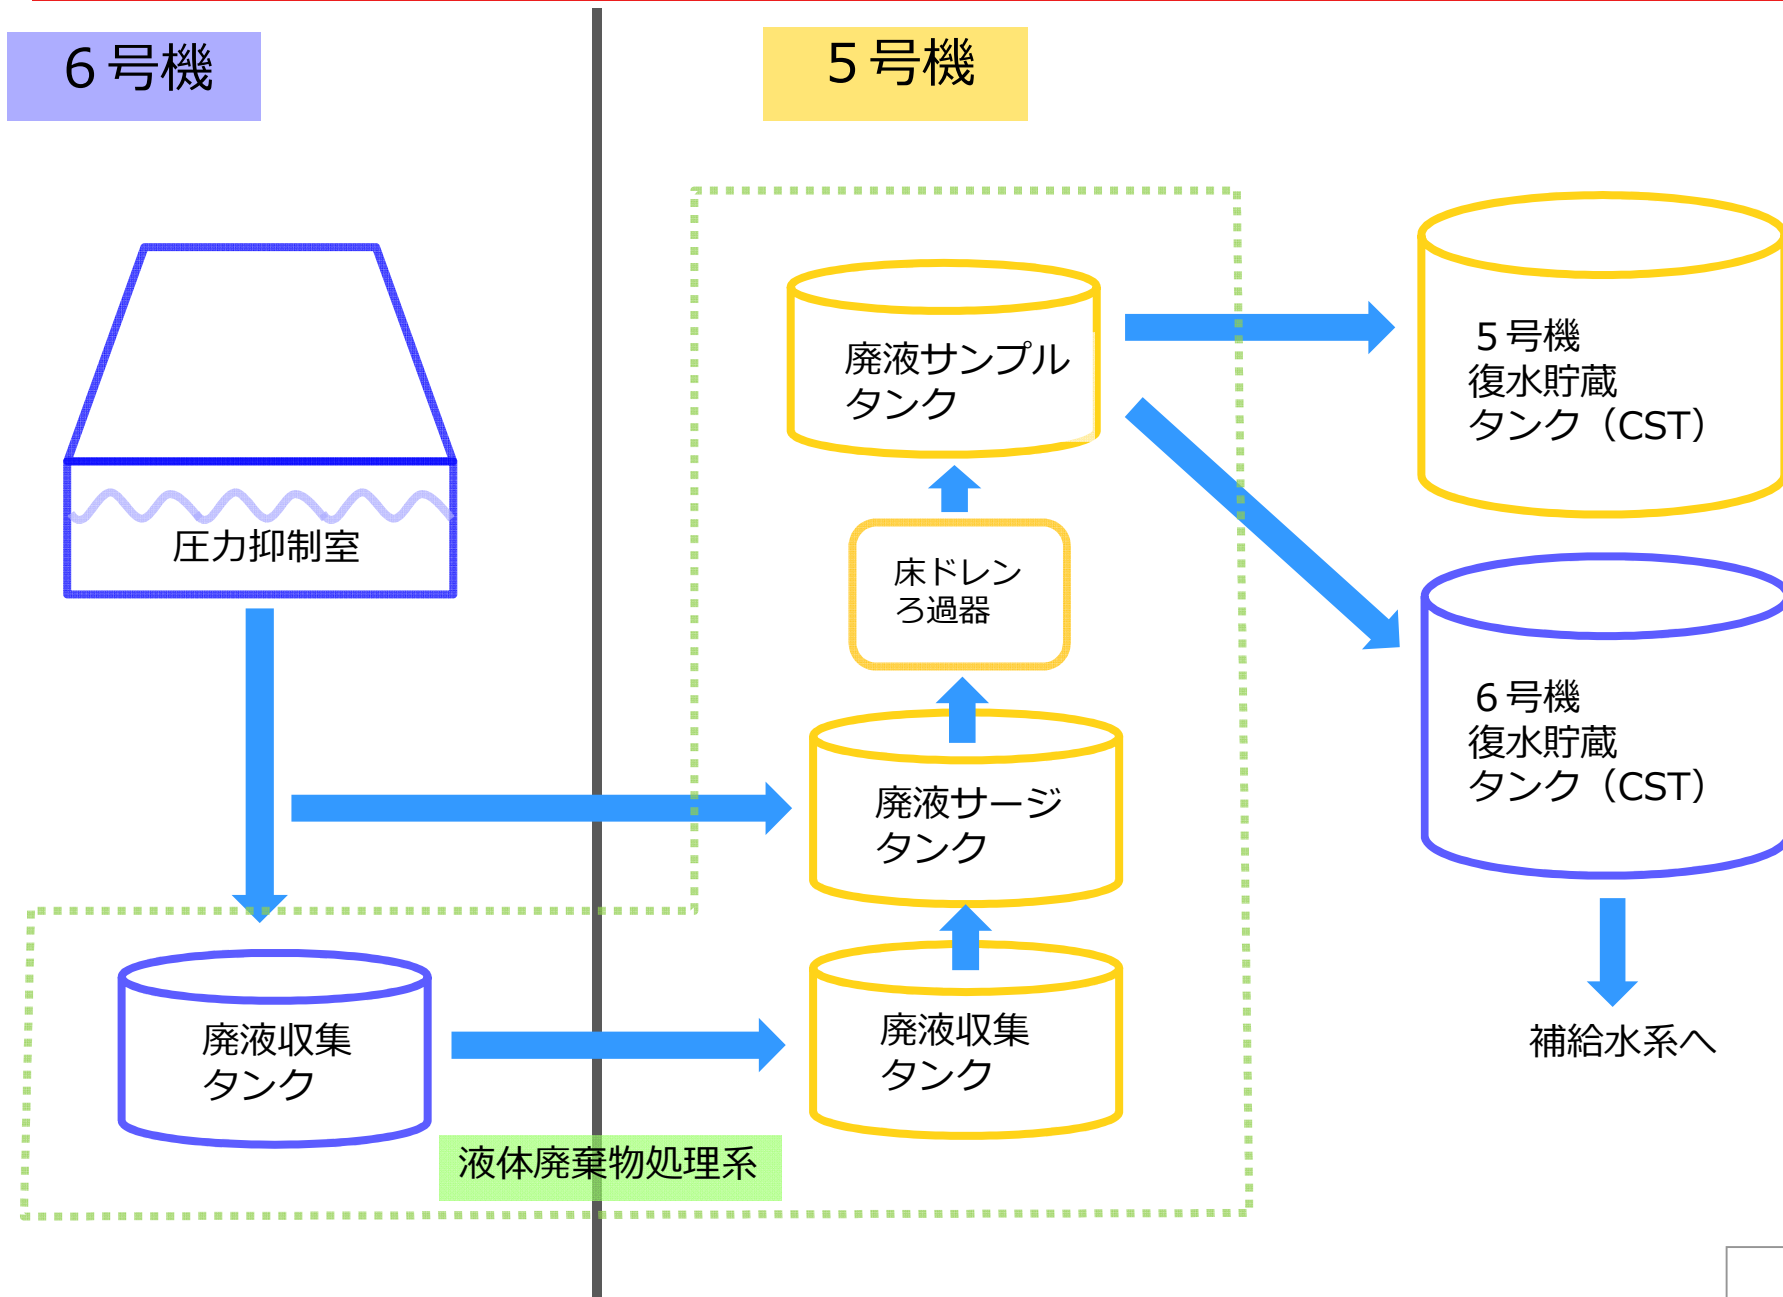 ６号機
５号機
圧力抑制室
廃液収集
タンク
廃液サンプル
タンク
床ドレン
ろ過器
廃液サージ
タンク
廃液収集
タンク
液体廃棄物処理系
５号機
復水貯蔵
タンク（CST）
６号機
復水貯蔵
タンク（CST）
補給水系へ